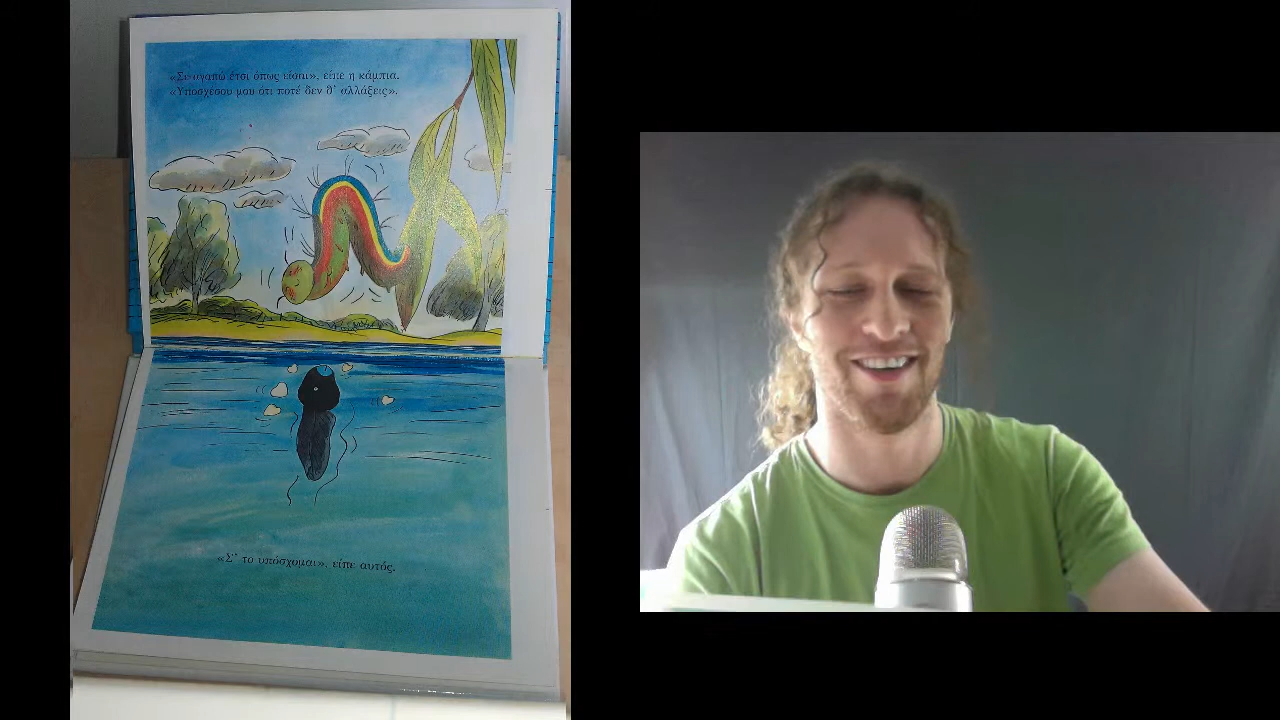 «Σ' αγαπώ έτσι όπως είσαι», είπε η κάμπια.
«Υποσχέσου μου ότι ποτέ δεν θ' αλλάξεις».
«Σ' το υπόσχομαι», είπε αυτός.